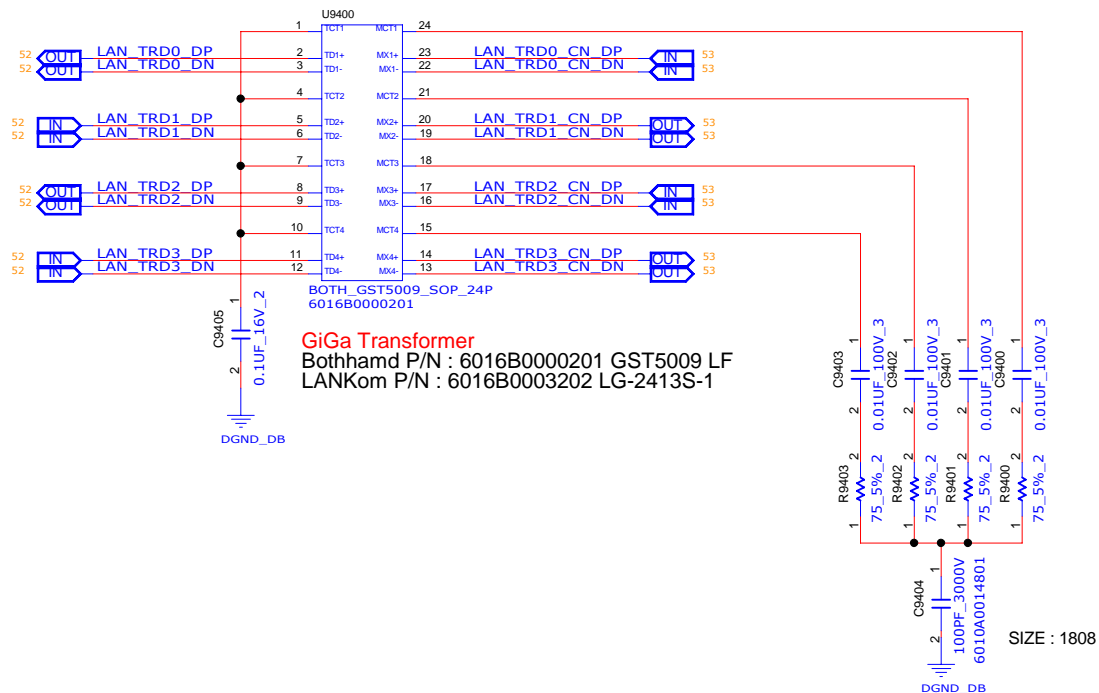 U9400
1 TCT1 MCT1 24
52 OUT LAN_TRD0_DP 2 TD1+ MX1+ 23 LAN_TRD0_CN_DP IN 53
52 OUT LAN_TRD0_DN 3 TD1- MX1- 22 LAN_TRD0_CN_DN IN 53
4 TCT2 MCT2 21
52 IN LAN_TRD1_DP 5 TD2+ MX2+ 20 LAN_TRD1_CN_DP OUT 53
52 IN LAN_TRD1_DN 6 TD2- MX2- 19 LAN_TRD1_CN_DN OUT 53
7 TCT3 MCT3 18
52 OUT LAN_TRD2_DP 8 TD3+ MX3+ 17 LAN_TRD2_CN_DP IN 53
52 OUT LAN_TRD2_DN 9 TD3- MX3- 16 LAN_TRD2_CN_DN IN 53
10 TCT4 MCT4 15
52 IN LAN_TRD3_DP 11 TD4+ MX4+ 14 LAN_TRD3_CN_DP OUT 53
52 IN LAN_TRD3_DN 12 TD4- MX4- 13 LAN_TRD3_CN_DN OUT 53
BOTH_GST5009_SOP_24P
6016B0000201
1
C9405
0.1UF_16V_2
2
DGND_DB
GiGa Transformer
Bothhamd P/N : 6016B0000201 GST5009 LF
LANKom P/N : 6016B0003202 LG-2413S-1
1 1 1 1
C9403 0.01UF_100V_3 C9402 0.01UF_100V_3 C9401 0.01UF_100V_3 C9400 0.01UF_100V_3
2 2 2 2
2 2 2 2
R9403 75_5%_2 R9402 75_5%_2 R9401 75_5%_2 R9400 75_5%_2
1 1 1 1
1
C9404
100PF_3000V
6010A0014801
2
SIZE : 1808
DGND_DB